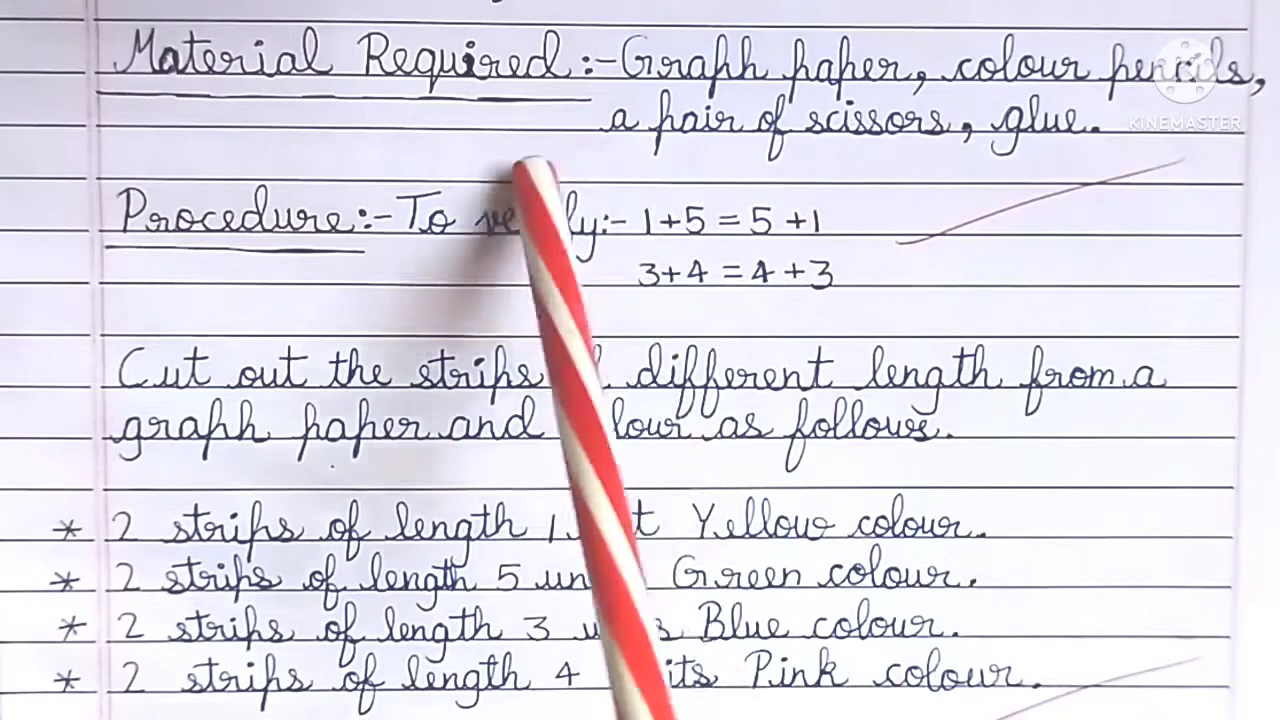 Material Required:- Graph paper, colour pencils,
a pair of scissors, glue.
KINEMASTER
Procedure:- To :- 1+5 = 5+1
3+4 = 4+3
Cut out the strips different length from a
graph paper and as follows.
* 2 strips of length 1 Yellow colour.
* 2 strips of length 5 Green colour.
* 2 strips of length 3 Blue colour.
* 2 strips of length 4 Pink colour.